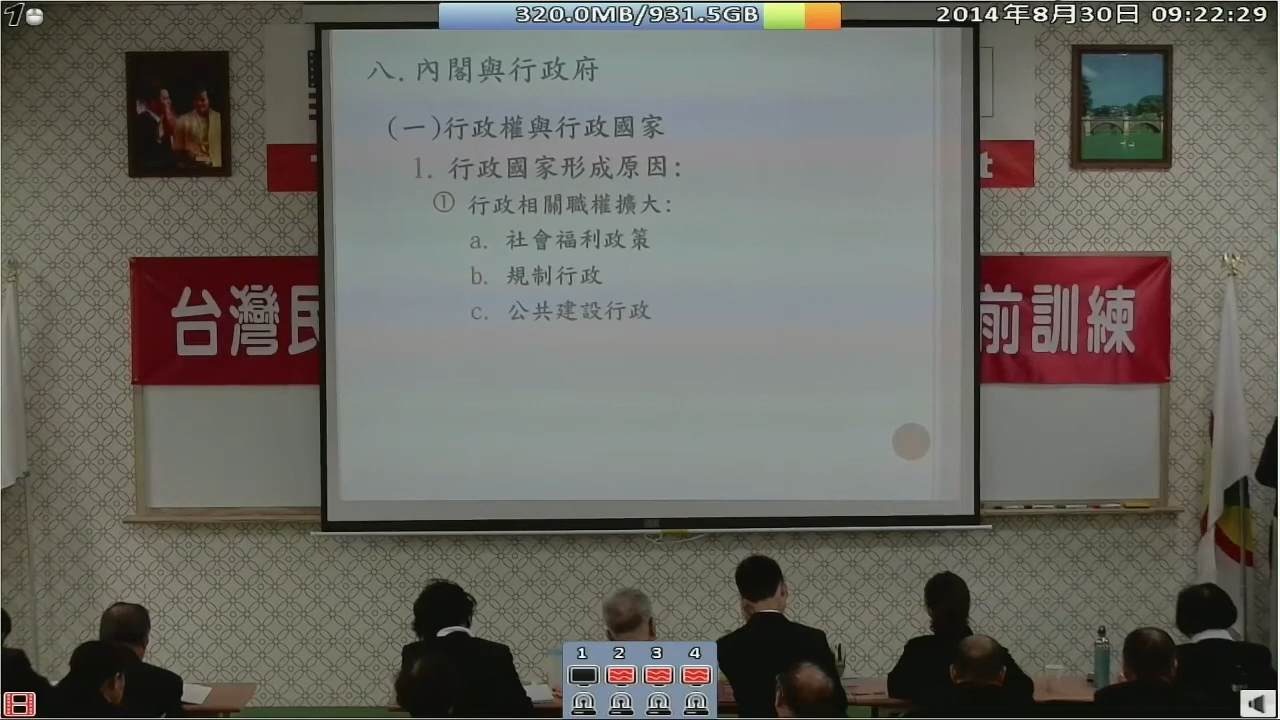 1
320.0MB/931.5GB
2014年8月30日 09:22:29
八.內閣與行政府
(一)行政權與行政國家
1. 行政國家形成原因:
① 行政相關職權擴大:
a. 社會福利政策
b. 規制行政
c. 公共建設行政
t
台灣民
前訓練
1 2 3 4